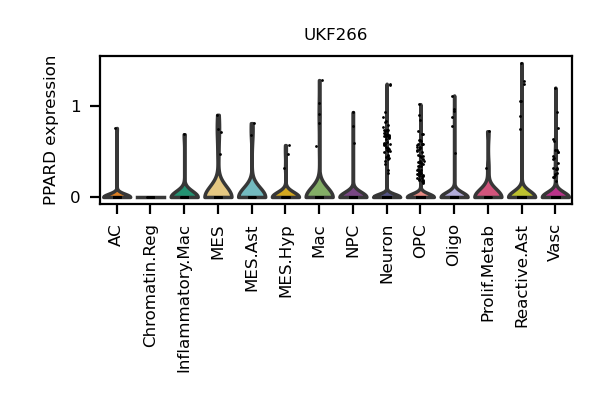 UKF266
PPARD expression
1
0
AC
Chromatin.Reg
Inflammatory.Mac
MES
MES.Ast
MES.Hyp
Mac
NPC
Neuron
OPC
Oligo
Prolif.Metab
Reactive.Ast
Vasc